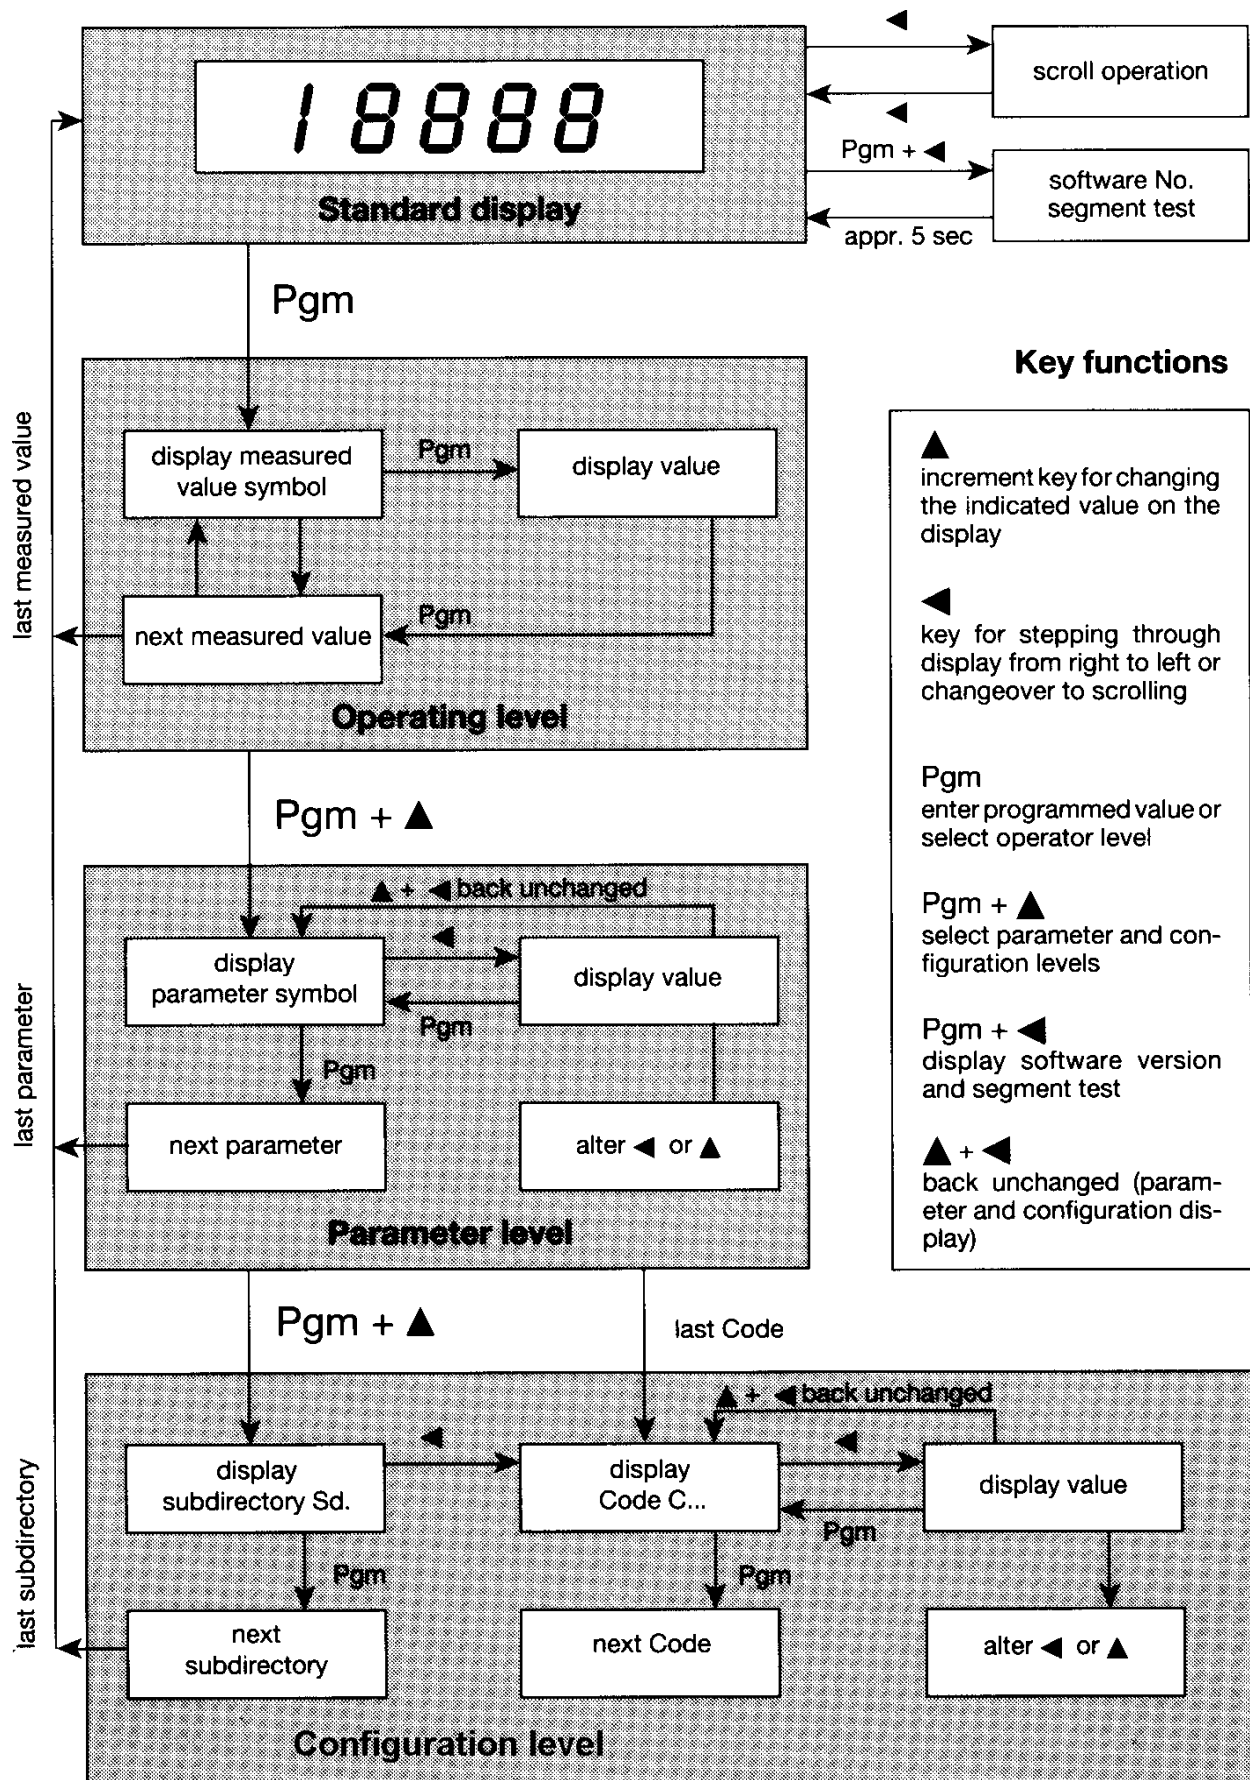 ◀
scroll operation
18888
◀
Pgm + ◀
software No.
segment test
Standard display
appr. 5 sec
Pgm
Key functions
last measured value
display measured
value symbol
Pgm
display value
next measured value
Pgm
Operating level
▲
increment key for changing
the indicated value on the
display
◀
key for stepping through
display from right to left or
changeover to scrolling
Pgm
enter programmed value or
select operator level
Pgm + ▲
select parameter and con-
figuration levels
Pgm + ◀
display software version
and segment test
▲ + ◀
back unchanged (param-
eter and configuration dis-
play)
Pgm + ▲
last parameter
▲ + ◀ back unchanged
display
parameter symbol
◀
display value
Pgm
Pgm
next parameter
alter ◀ or ▲
Parameter level
Pgm + ▲
last Code
last subdirectory
▲ + ◀ back unchanged
display
subdirectory Sd.
◀
display
Code C...
◀
display value
Pgm
Pgm
Pgm
next
subdirectory
next Code
alter ◀ or ▲
Configuration level